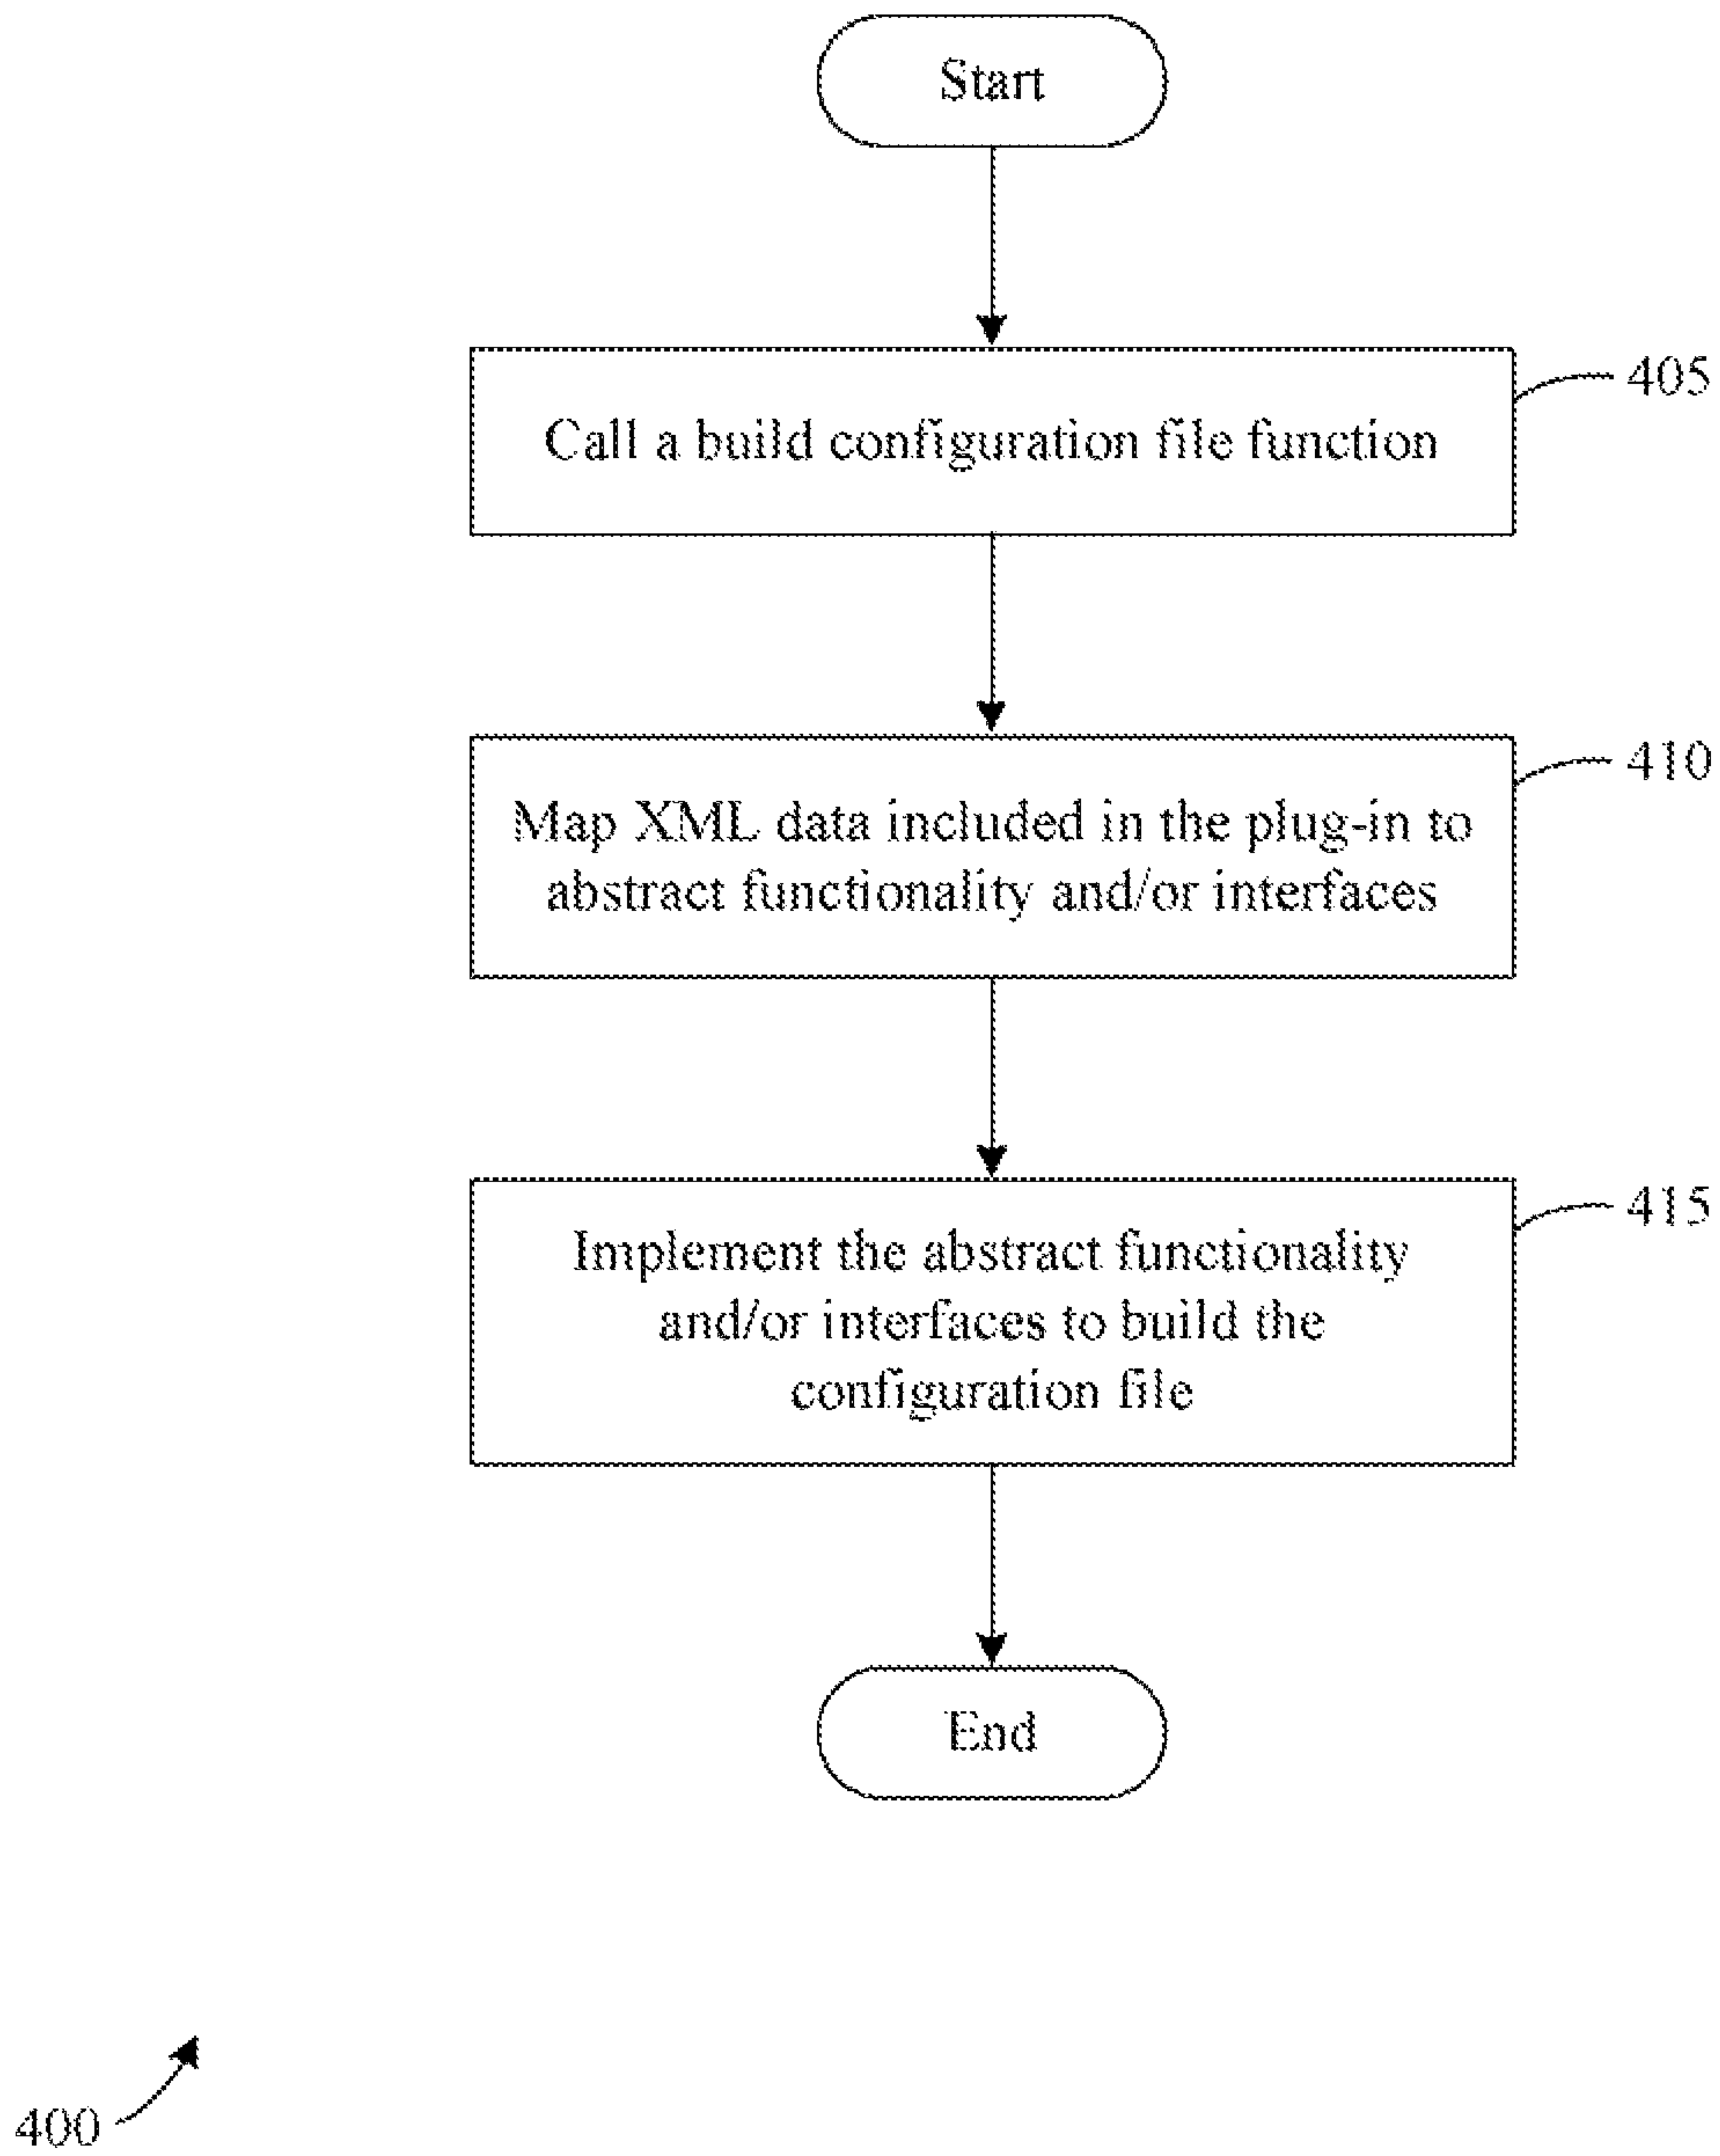 Start
Call a build configuration file function
405
Map XML data included in the plug-in to
abstract functionality and/or interfaces
410
Implement the abstract functionality
and/or interfaces to build the
configuration file
415
End
400